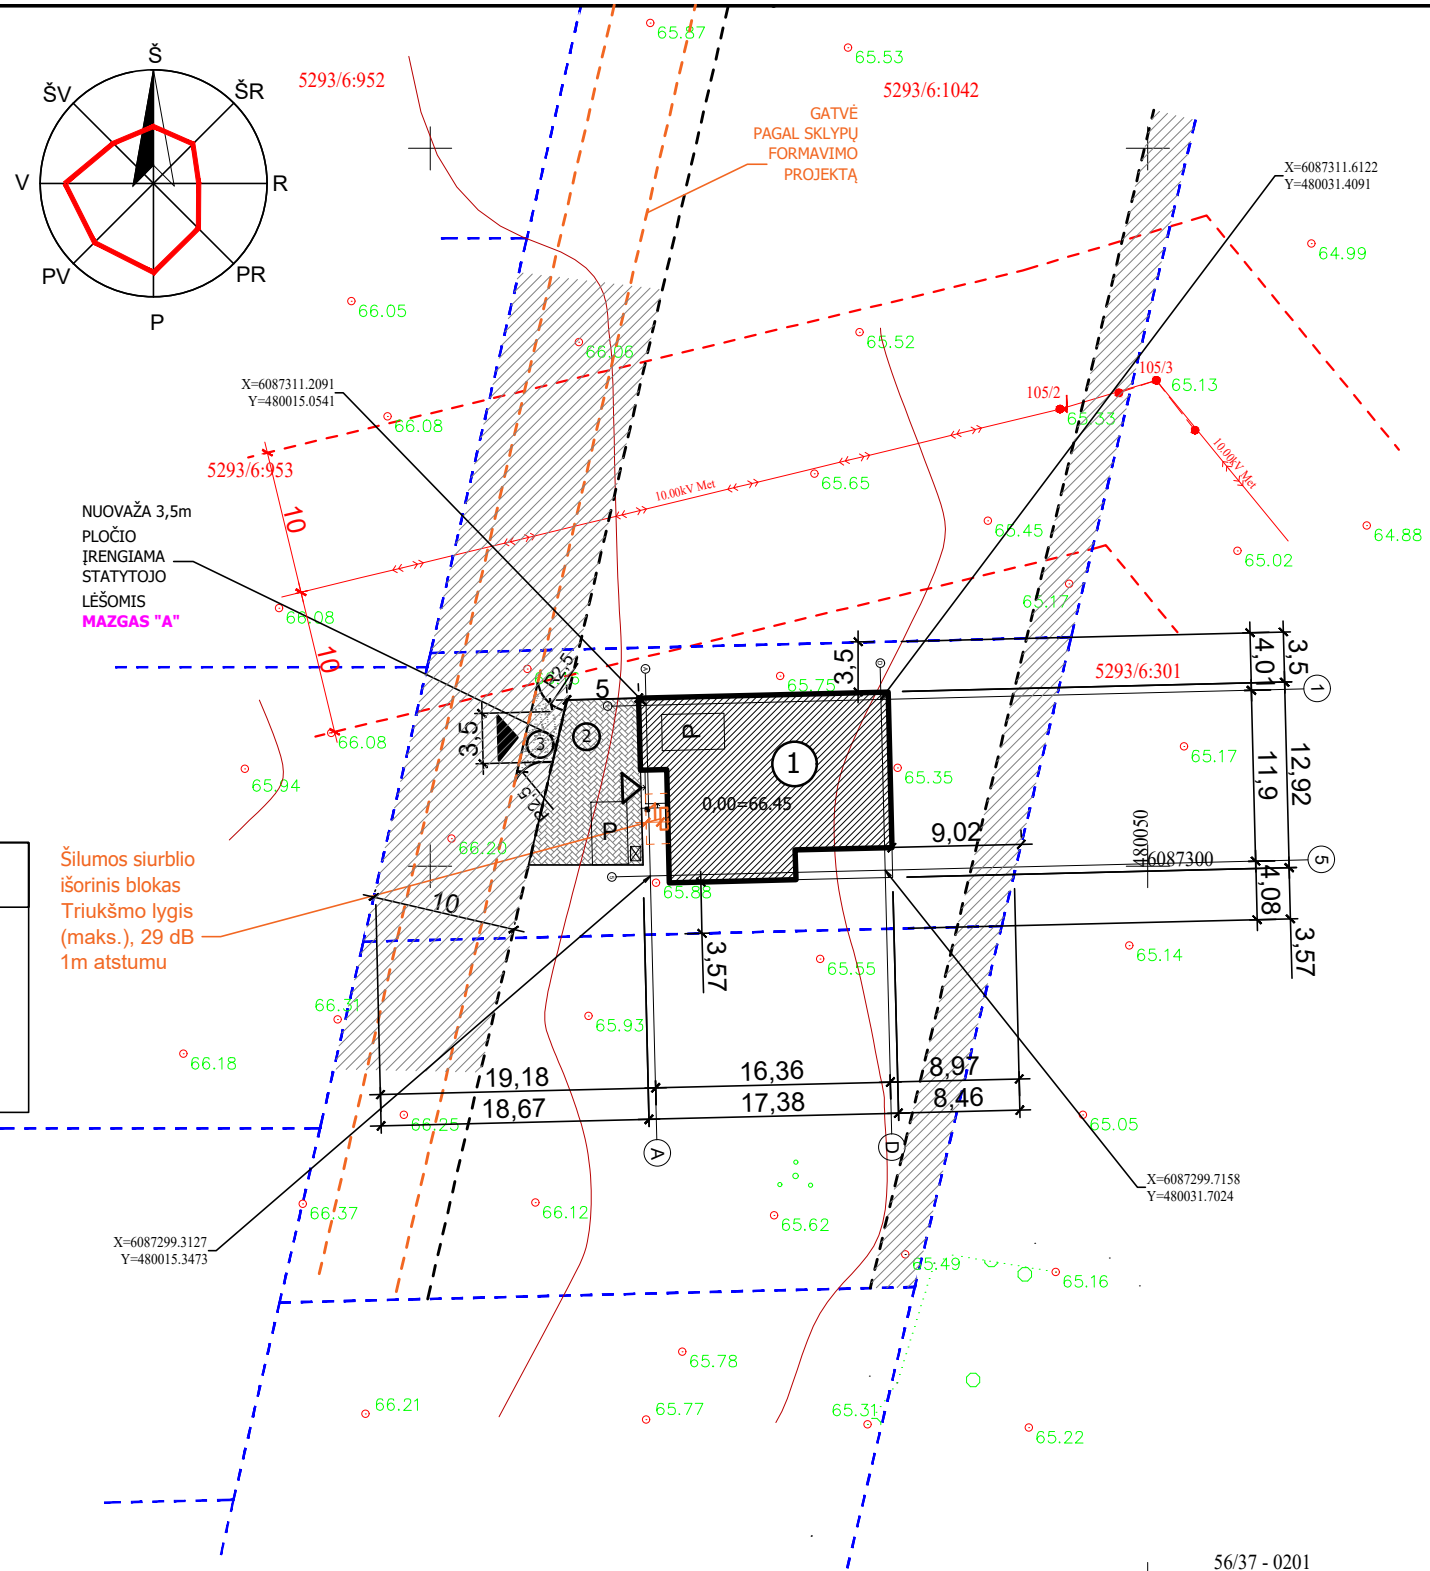 Š
ŠV
ŠR
V
R
PV
PR
P
5293/6:952
65.87
65.53
5293/6:1042
GATVĖ
PAGAL SKLYPŲ
FORMAVIMO
PROJEKTĄ
X=6087311.6122
Y=480031.4091
64.99
66.05
66.06
65.52
105/3
65.13
105/2
65.33
X=6087311.2091
Y=480015.0541
66.08
5293/6:953
10
10.00kV Met
10.00kV Met
65.65
65.45
64.88
65.02
NUOVAŽA 3,5m
PLOČIO
ĮRENGIAMA
STATYTOJO
LĖŠOMIS
MAZGAS "A"
66.08
65.17
10
R2,5
5
65.75
3,5
5293/6:301
4,01
3,5
1
66.08
3,5
3
2
P
1
65.35
65.17
11,9
12,92
65.94
R2,5
P
0,00=66.45
9,02
480050
6087300
5
66.20
Šilumos siurblio
išorinis blokas
Triukšmo lygis
(maks.), 29 dB
1m atstumu
10
65.88
4,08
3,57
3,57
65.55
65.14
66.31
65.93
66.18
19,18
16,36
8,97
18,67
17,38
8,46
66.25
65.05
A
D
X=6087299.7158
Y=480031.7024
66.37
66.12
65.62
X=6087299.3127
Y=480015.3473
65.49
65.16
65.78
66.21
65.77
65.31
65.22
56/37 - 0201